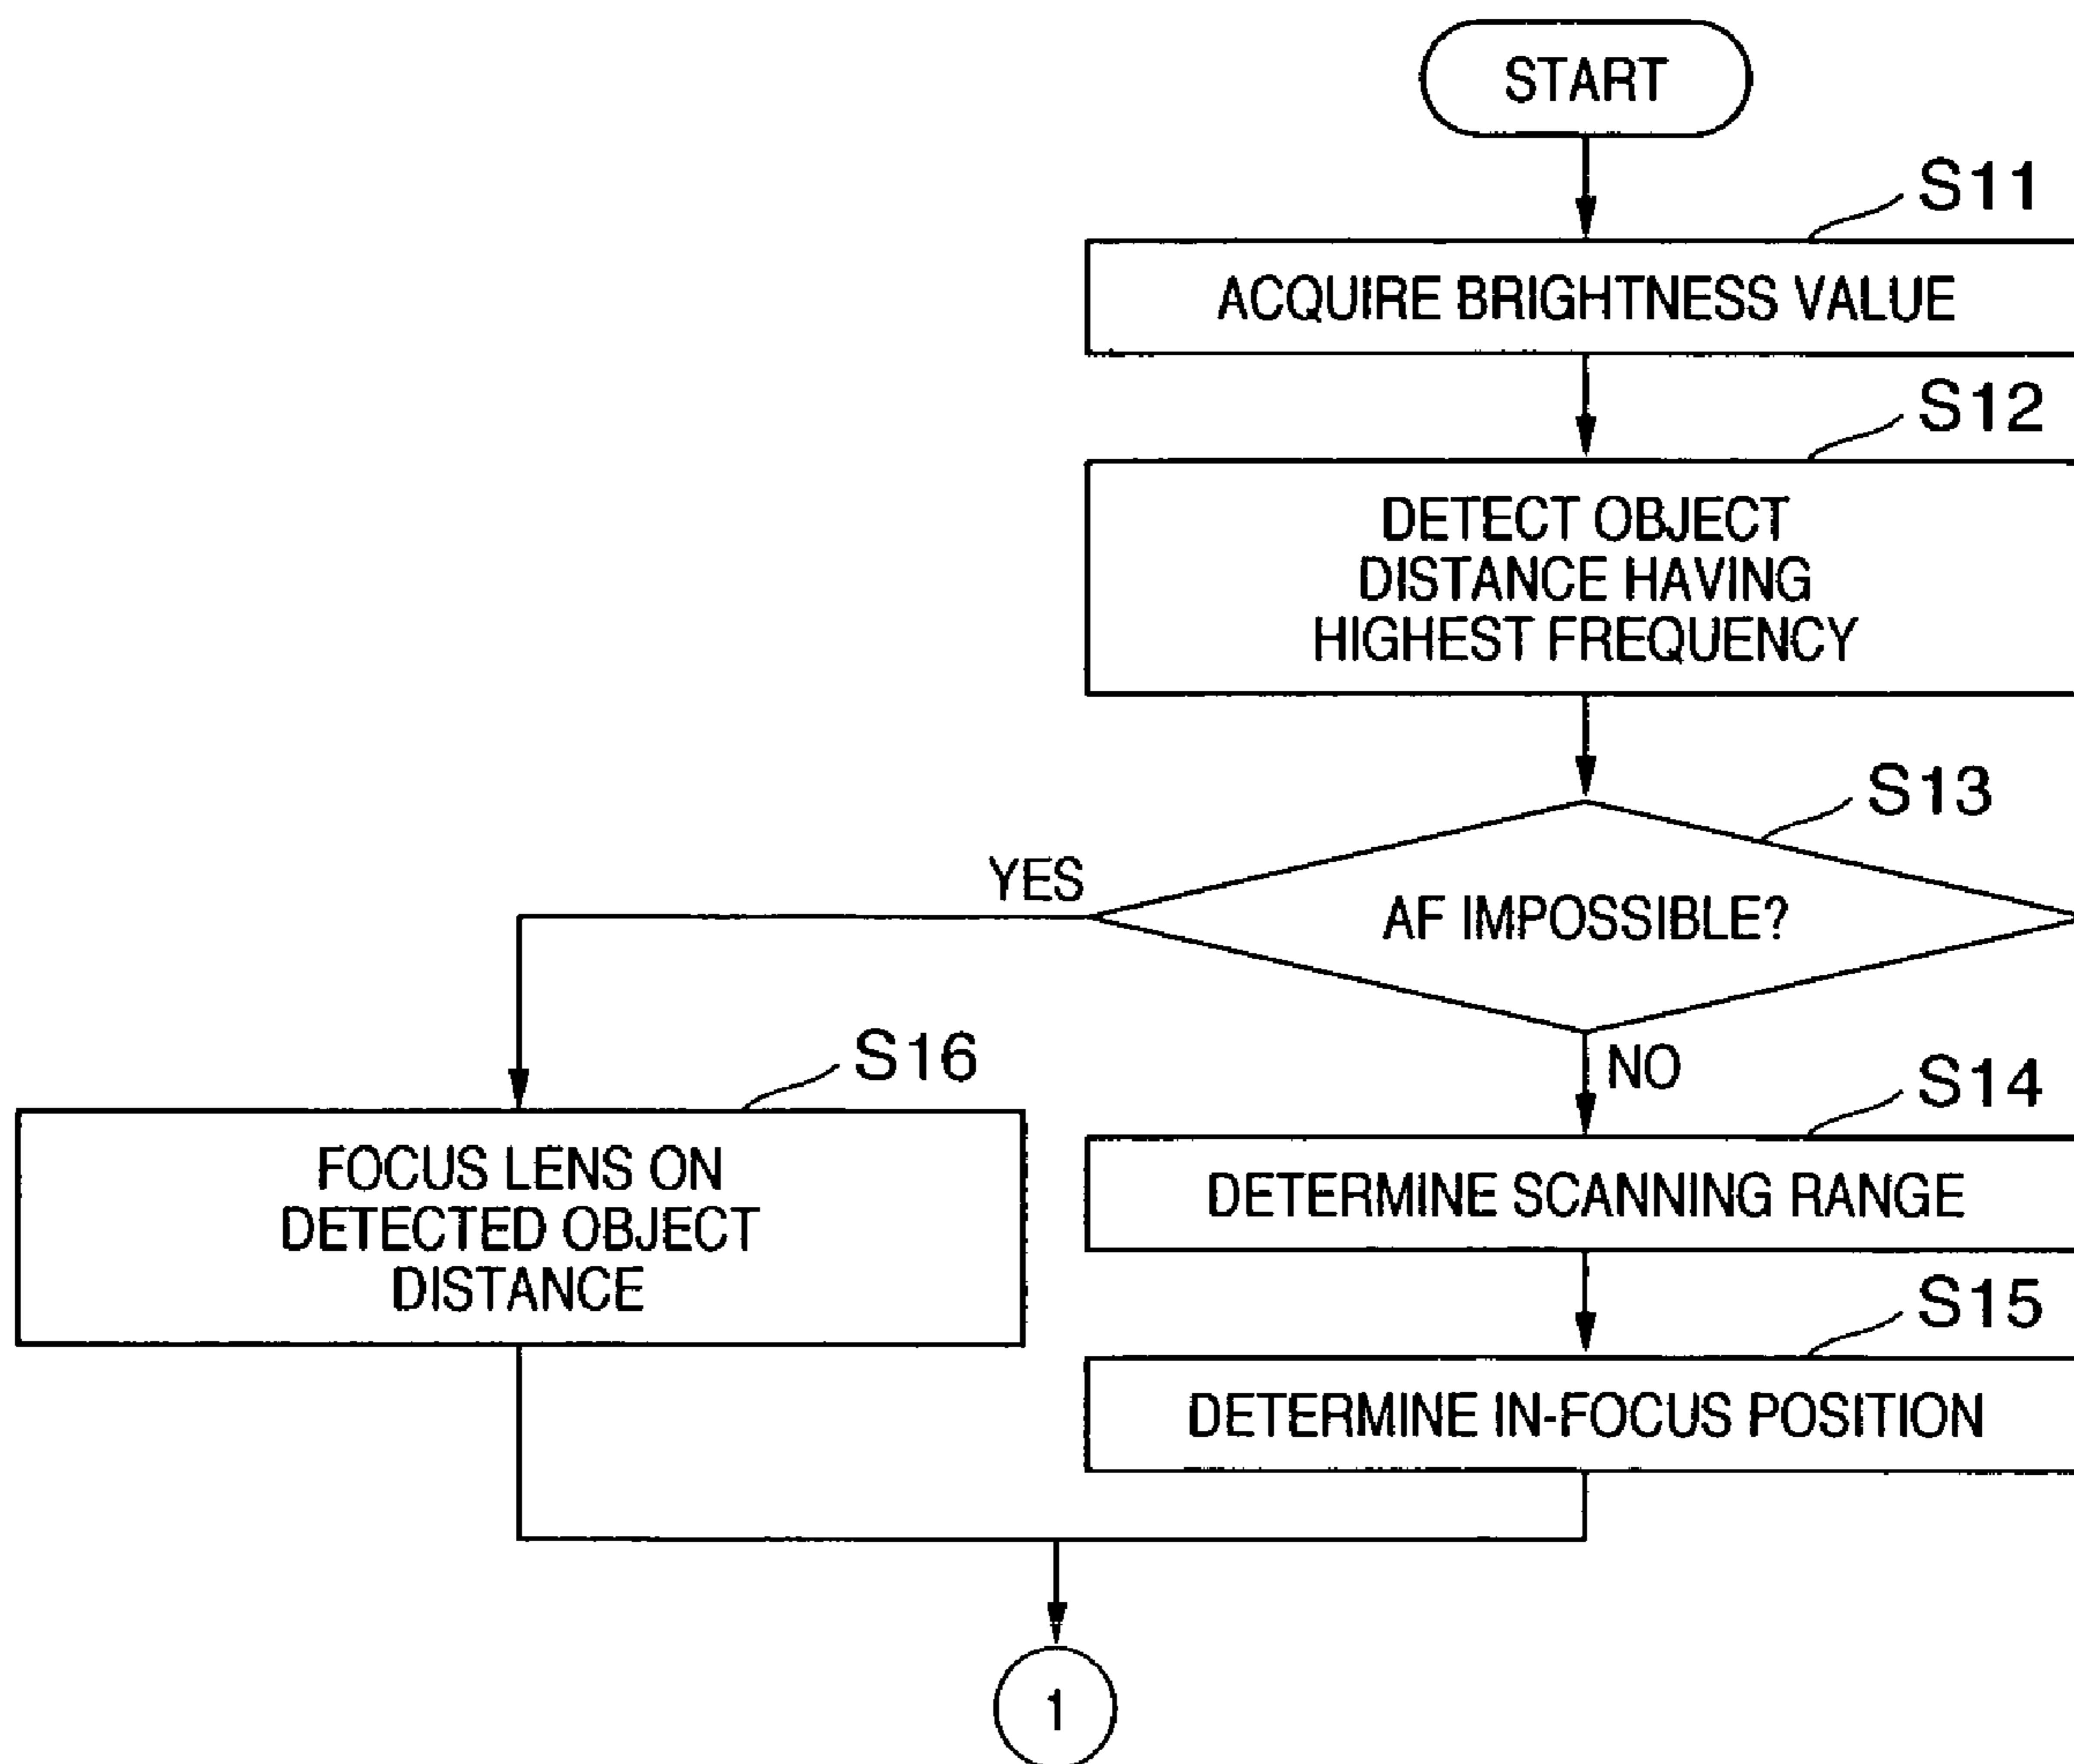 START
S11
ACQUIRE BRIGHTNESS VALUE
S12
DETECT OBJECT
DISTANCE HAVING
HIGHEST FREQUENCY
S13
AF IMPOSSIBLE?
YES
NO
S16
FOCUS LENS ON
DETECTED OBJECT
DISTANCE
S14
DETERMINE SCANNING RANGE
S15
DETERMINE IN-FOCUS POSITION
1